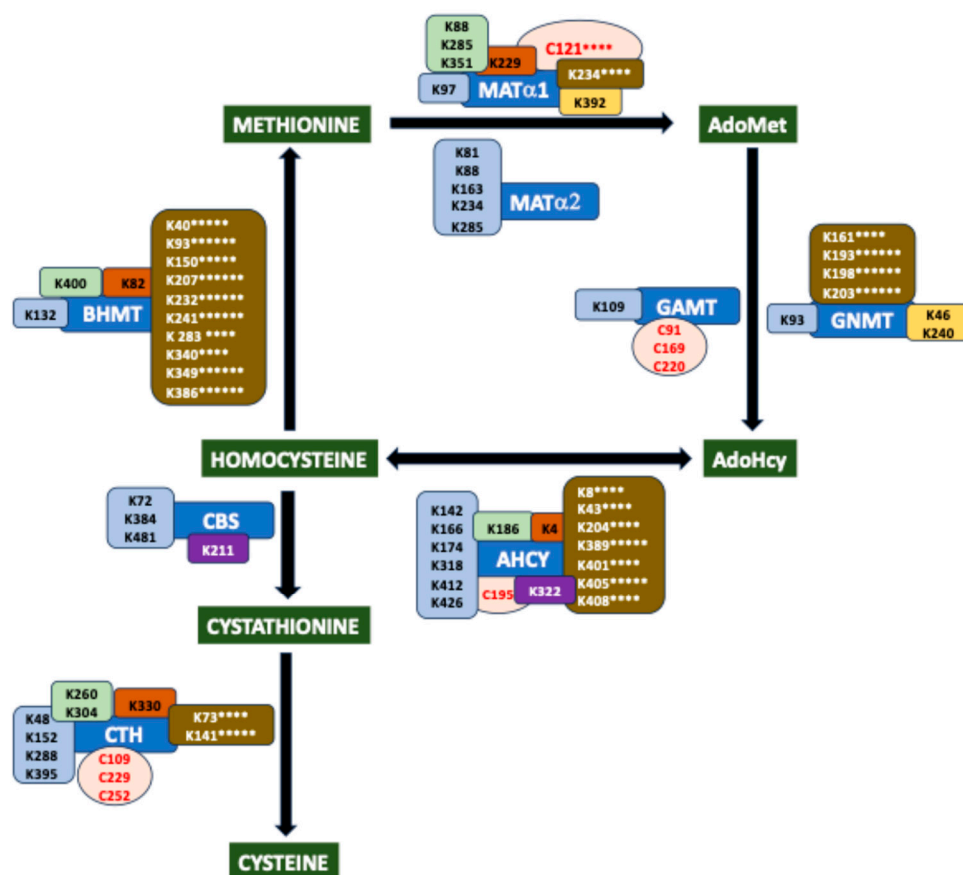 K88
K285
K351
K229
C121****
K234****
K97
MATα1
K392
METHIONINE
AdoMet
K81
K88
K163
K234
K285
MATα2
K40*****
K93******
K150*****
K207******
K232******
K241******
K 283 ****
K340****
K349******
K386******
K400
K82
K132
BHMT
K161****
K193******
K198******
K203******
K109
GAMT
C91
C169
C220
K93
GNMT
K46
K240
HOMOCYSTEINE
AdoHcy
K72
K384
K481
CBS
K211
K142
K166
K174
K318
K412
K426
K186
K4
AHCY
C195
K322
K8****
K43****
K204****
K389*****
K401****
K405*****
K408****
CYSTATHIONINE
K260
K304
K330
K73****
K141*****
K48
K152
K288
K395
CTH
C109
C229
C252
CYSTEINE